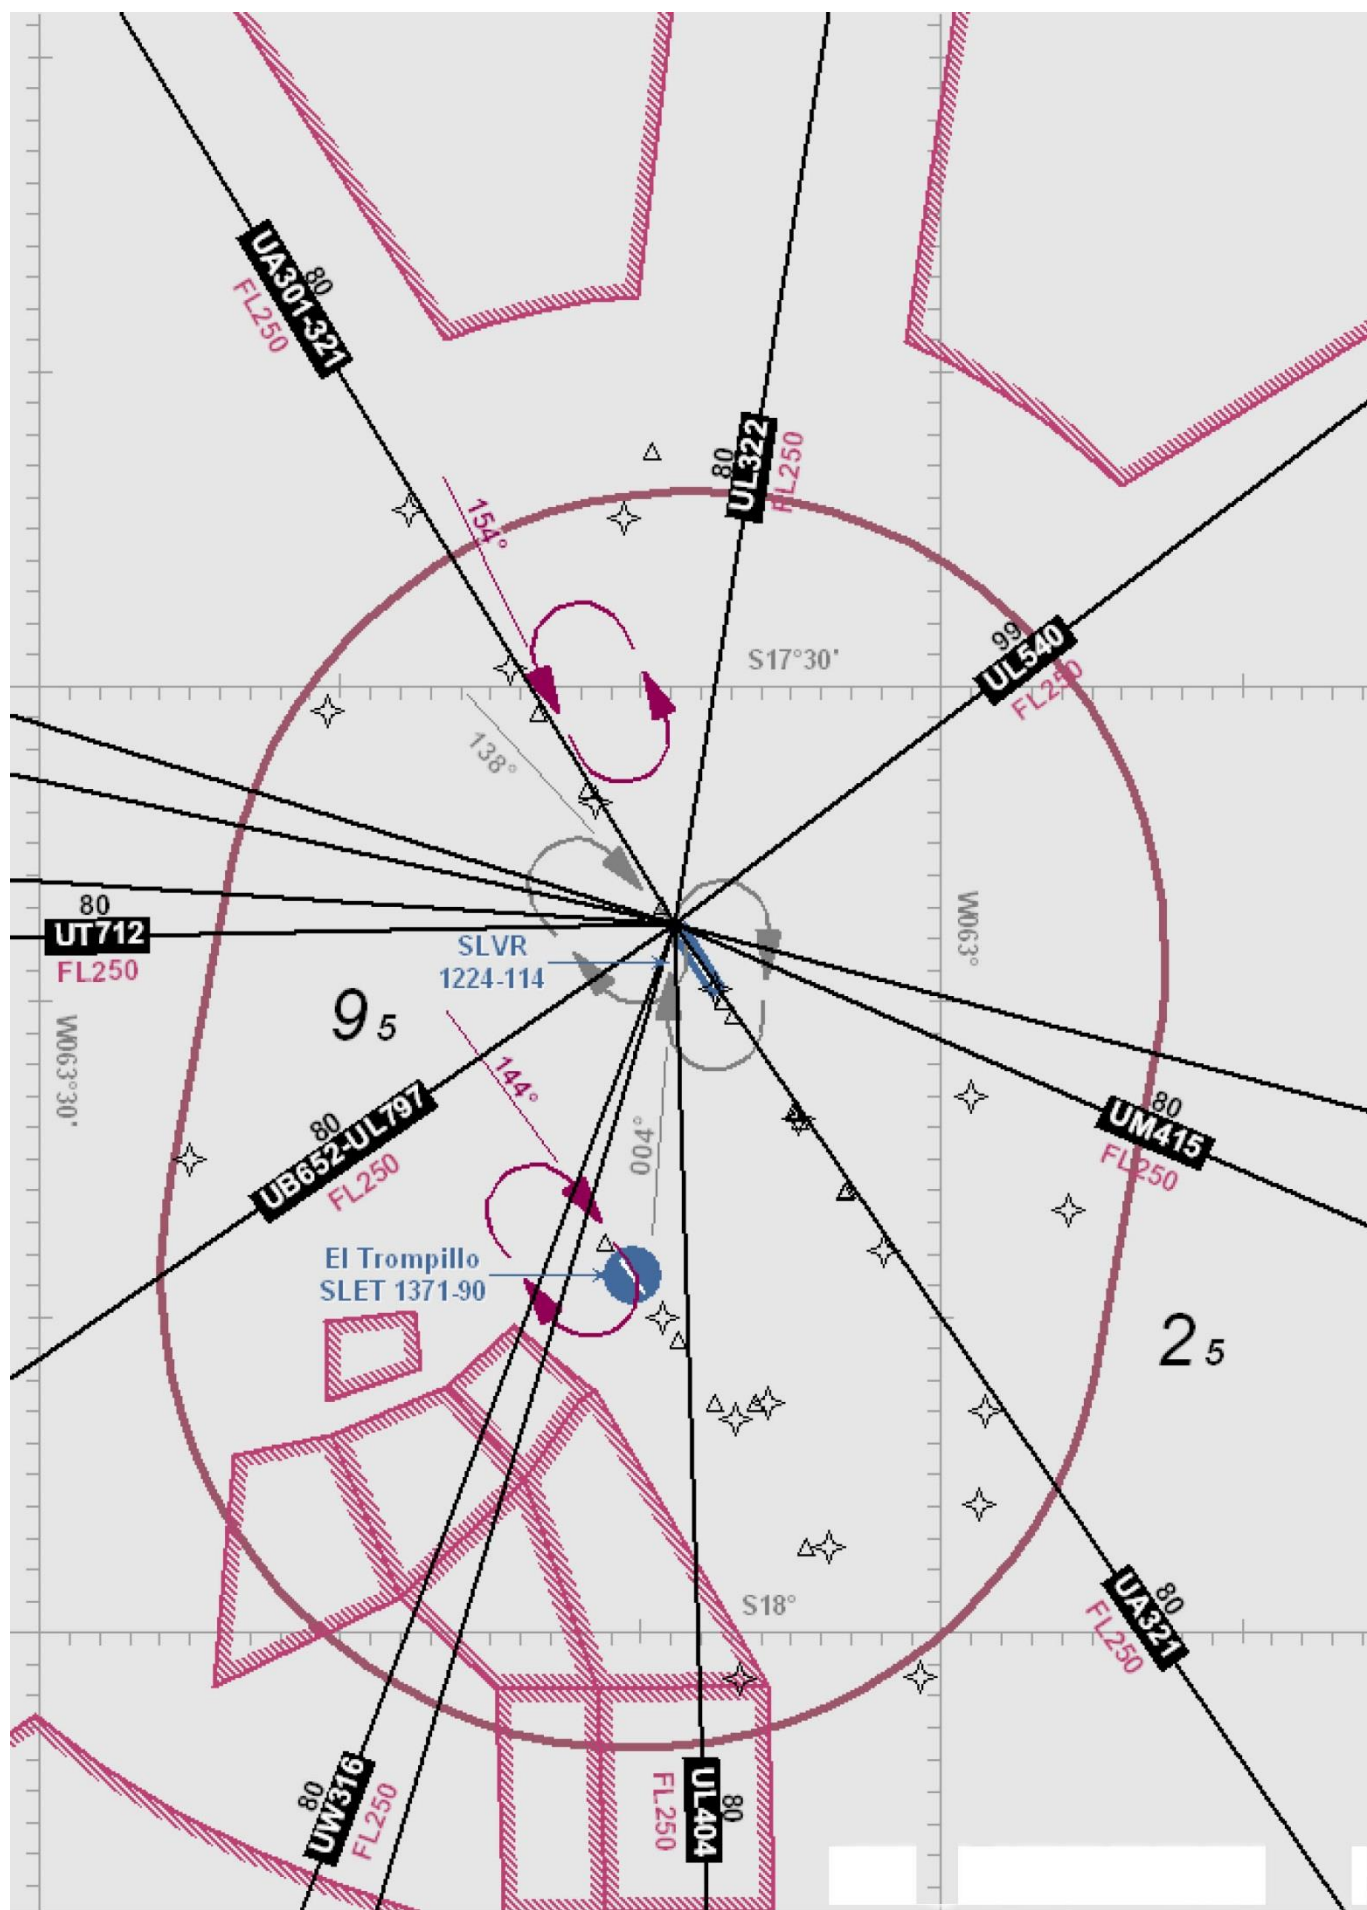 80
UA301-321
FL250
80
UL322
FL250
154°
99
UL540
FL250
S17°30'
138°
80
UT712
FL250
SLVR
1224-114
W063°
9 5
W063°30'
144°
004°
80
UM415
FL250
80
UB652-UL797
FL250
El Trompillo
SLET 1371-90
2 5
S18°
80
UA321
FL250
80
UW316
FL250
80
UL404
FL250